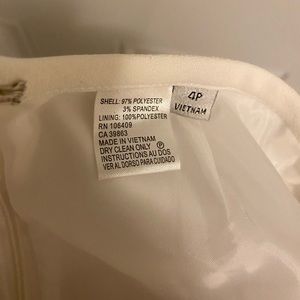 SHELL: 97% POLYESTER
3% SPANDEX
LINING: 100%POLYESTER
RN 106409
CA 39863
MADE IN VIETNAM
DRY CLEAN ONLY Ⓟ
INSTRUCTIONS AU DOS
VER AL DORSO PARA CUIDADO
4P
VIETNAM